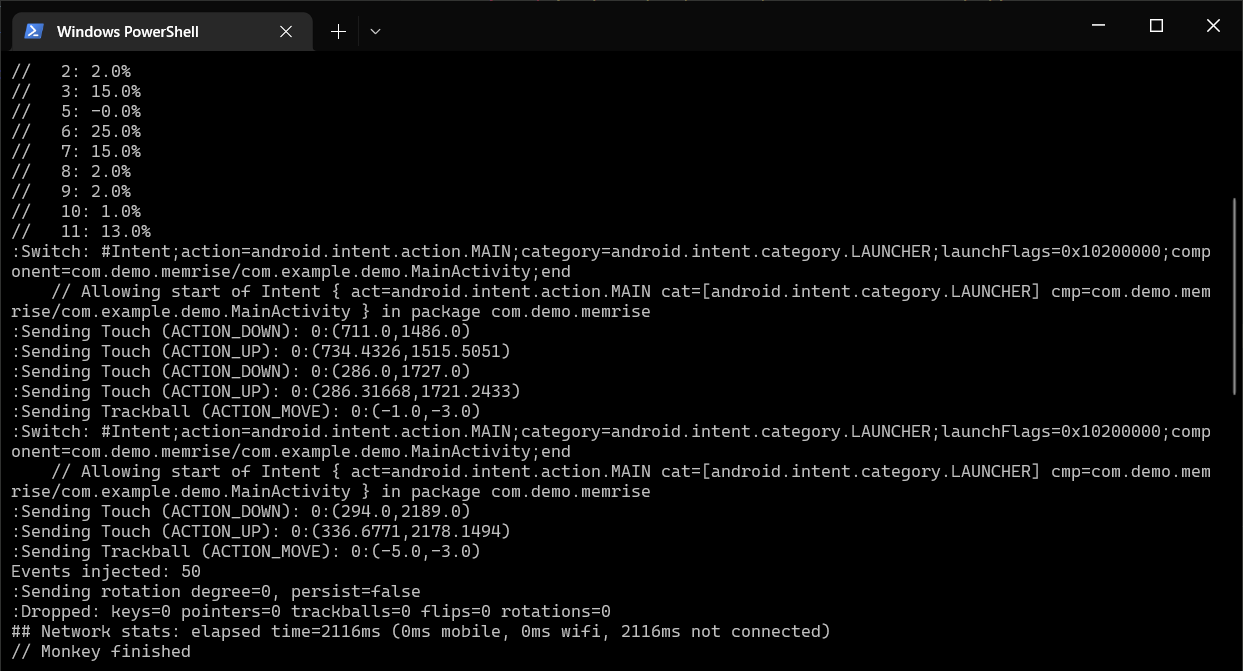 Windows PowerShell
//   2: 2.0%
//   3: 15.0%
//   5: -0.0%
//   6: 25.0%
//   7: 15.0%
//   8: 2.0%
//   9: 2.0%
//   10: 1.0%
//   11: 13.0%
:Switch: #Intent;action=android.intent.action.MAIN;category=android.intent.category.LAUNCHER;launchFlags=0x10200000;comp
onent=com.demo.memrise/com.example.demo.MainActivity;end
    // Allowing start of Intent { act=android.intent.action.MAIN cat=[android.intent.category.LAUNCHER] cmp=com.demo.mem
rise/com.example.demo.MainActivity } in package com.demo.memrise
:Sending Touch (ACTION_DOWN): 0:(711.0,1486.0)
:Sending Touch (ACTION_UP): 0:(734.4326,1515.5051)
:Sending Touch (ACTION_DOWN): 0:(286.0,1727.0)
:Sending Touch (ACTION_UP): 0:(286.31668,1721.2433)
:Sending Trackball (ACTION_MOVE): 0:(-1.0,-3.0)
:Switch: #Intent;action=android.intent.action.MAIN;category=android.intent.category.LAUNCHER;launchFlags=0x10200000;comp
onent=com.demo.memrise/com.example.demo.MainActivity;end
    // Allowing start of Intent { act=android.intent.action.MAIN cat=[android.intent.category.LAUNCHER] cmp=com.demo.mem
rise/com.example.demo.MainActivity } in package com.demo.memrise
:Sending Touch (ACTION_DOWN): 0:(294.0,2189.0)
:Sending Touch (ACTION_UP): 0:(336.6771,2178.1494)
:Sending Trackball (ACTION_MOVE): 0:(-5.0,-3.0)
Events injected: 50
:Sending rotation degree=0, persist=false
:Dropped: keys=0 pointers=0 trackballs=0 flips=0 rotations=0
## Network stats: elapsed time=2116ms (0ms mobile, 0ms wifi, 2116ms not connected)
// Monkey finished